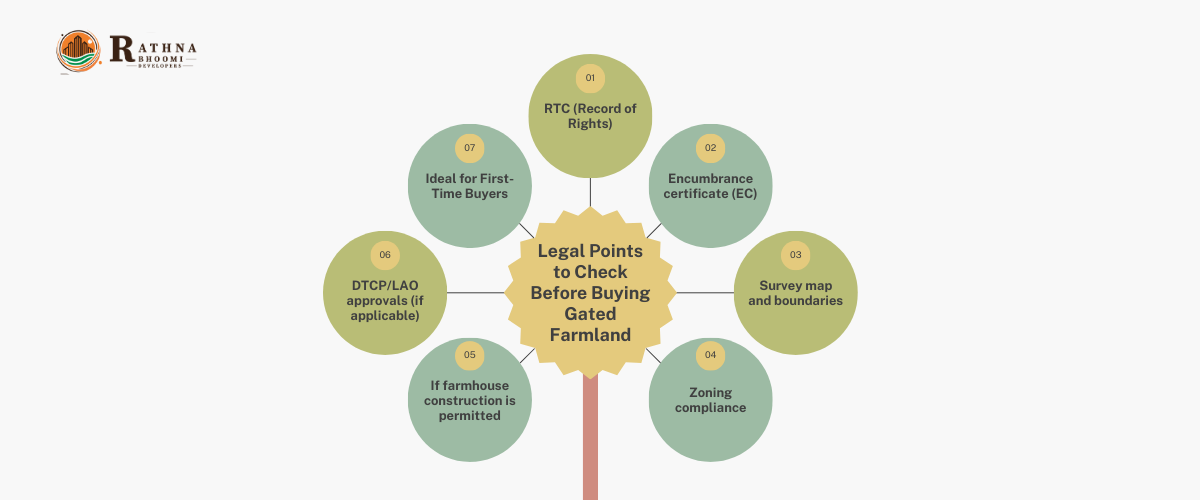 RATHNA
BHOOMI
DEVELOPERS
01
RTC (Record of
Rights)
02
Encumbrance
certificate (EC)
03
Survey map
and boundaries
04
Zoning
compliance
05
If farmhouse
construction is
permitted
06
DTCP/LAO
approvals (if
applicable)
07
Ideal for First-
Time Buyers
Legal Points
to Check
Before Buying
Gated
Farmland